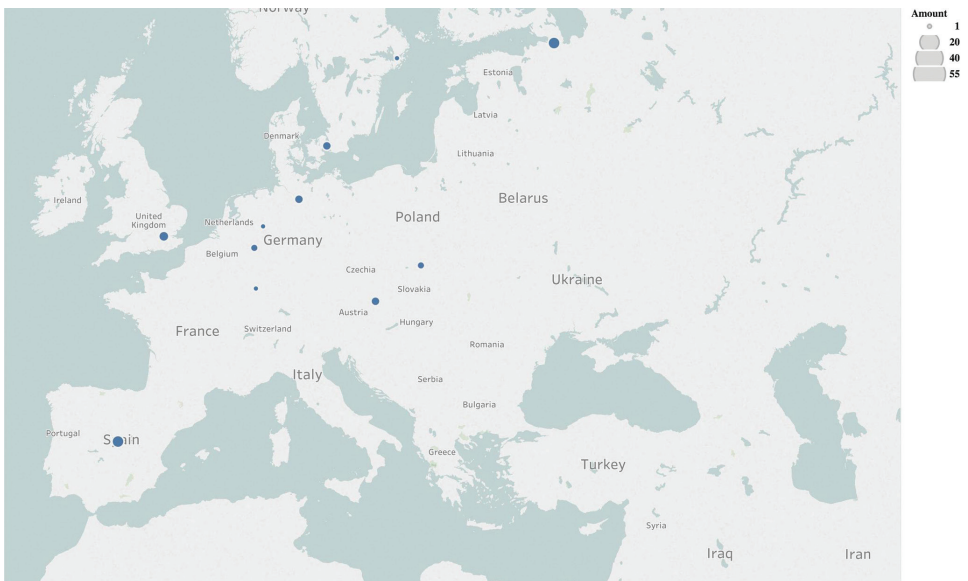 Norway
Amount
1
20
40
55
Estonia
Latvia
Denmark
Lithuania
Ireland
Belarus
United
Kingdom
Netherlands
Poland
Germany
Belgium
Czechia
Ukraine
Slovakia
Austria
Hungary
France
Switzerland
Romania
Italy
Serbia
Bulgaria
Portugal
Spain
Greece
Turkey
Syria
Iraq
Iran